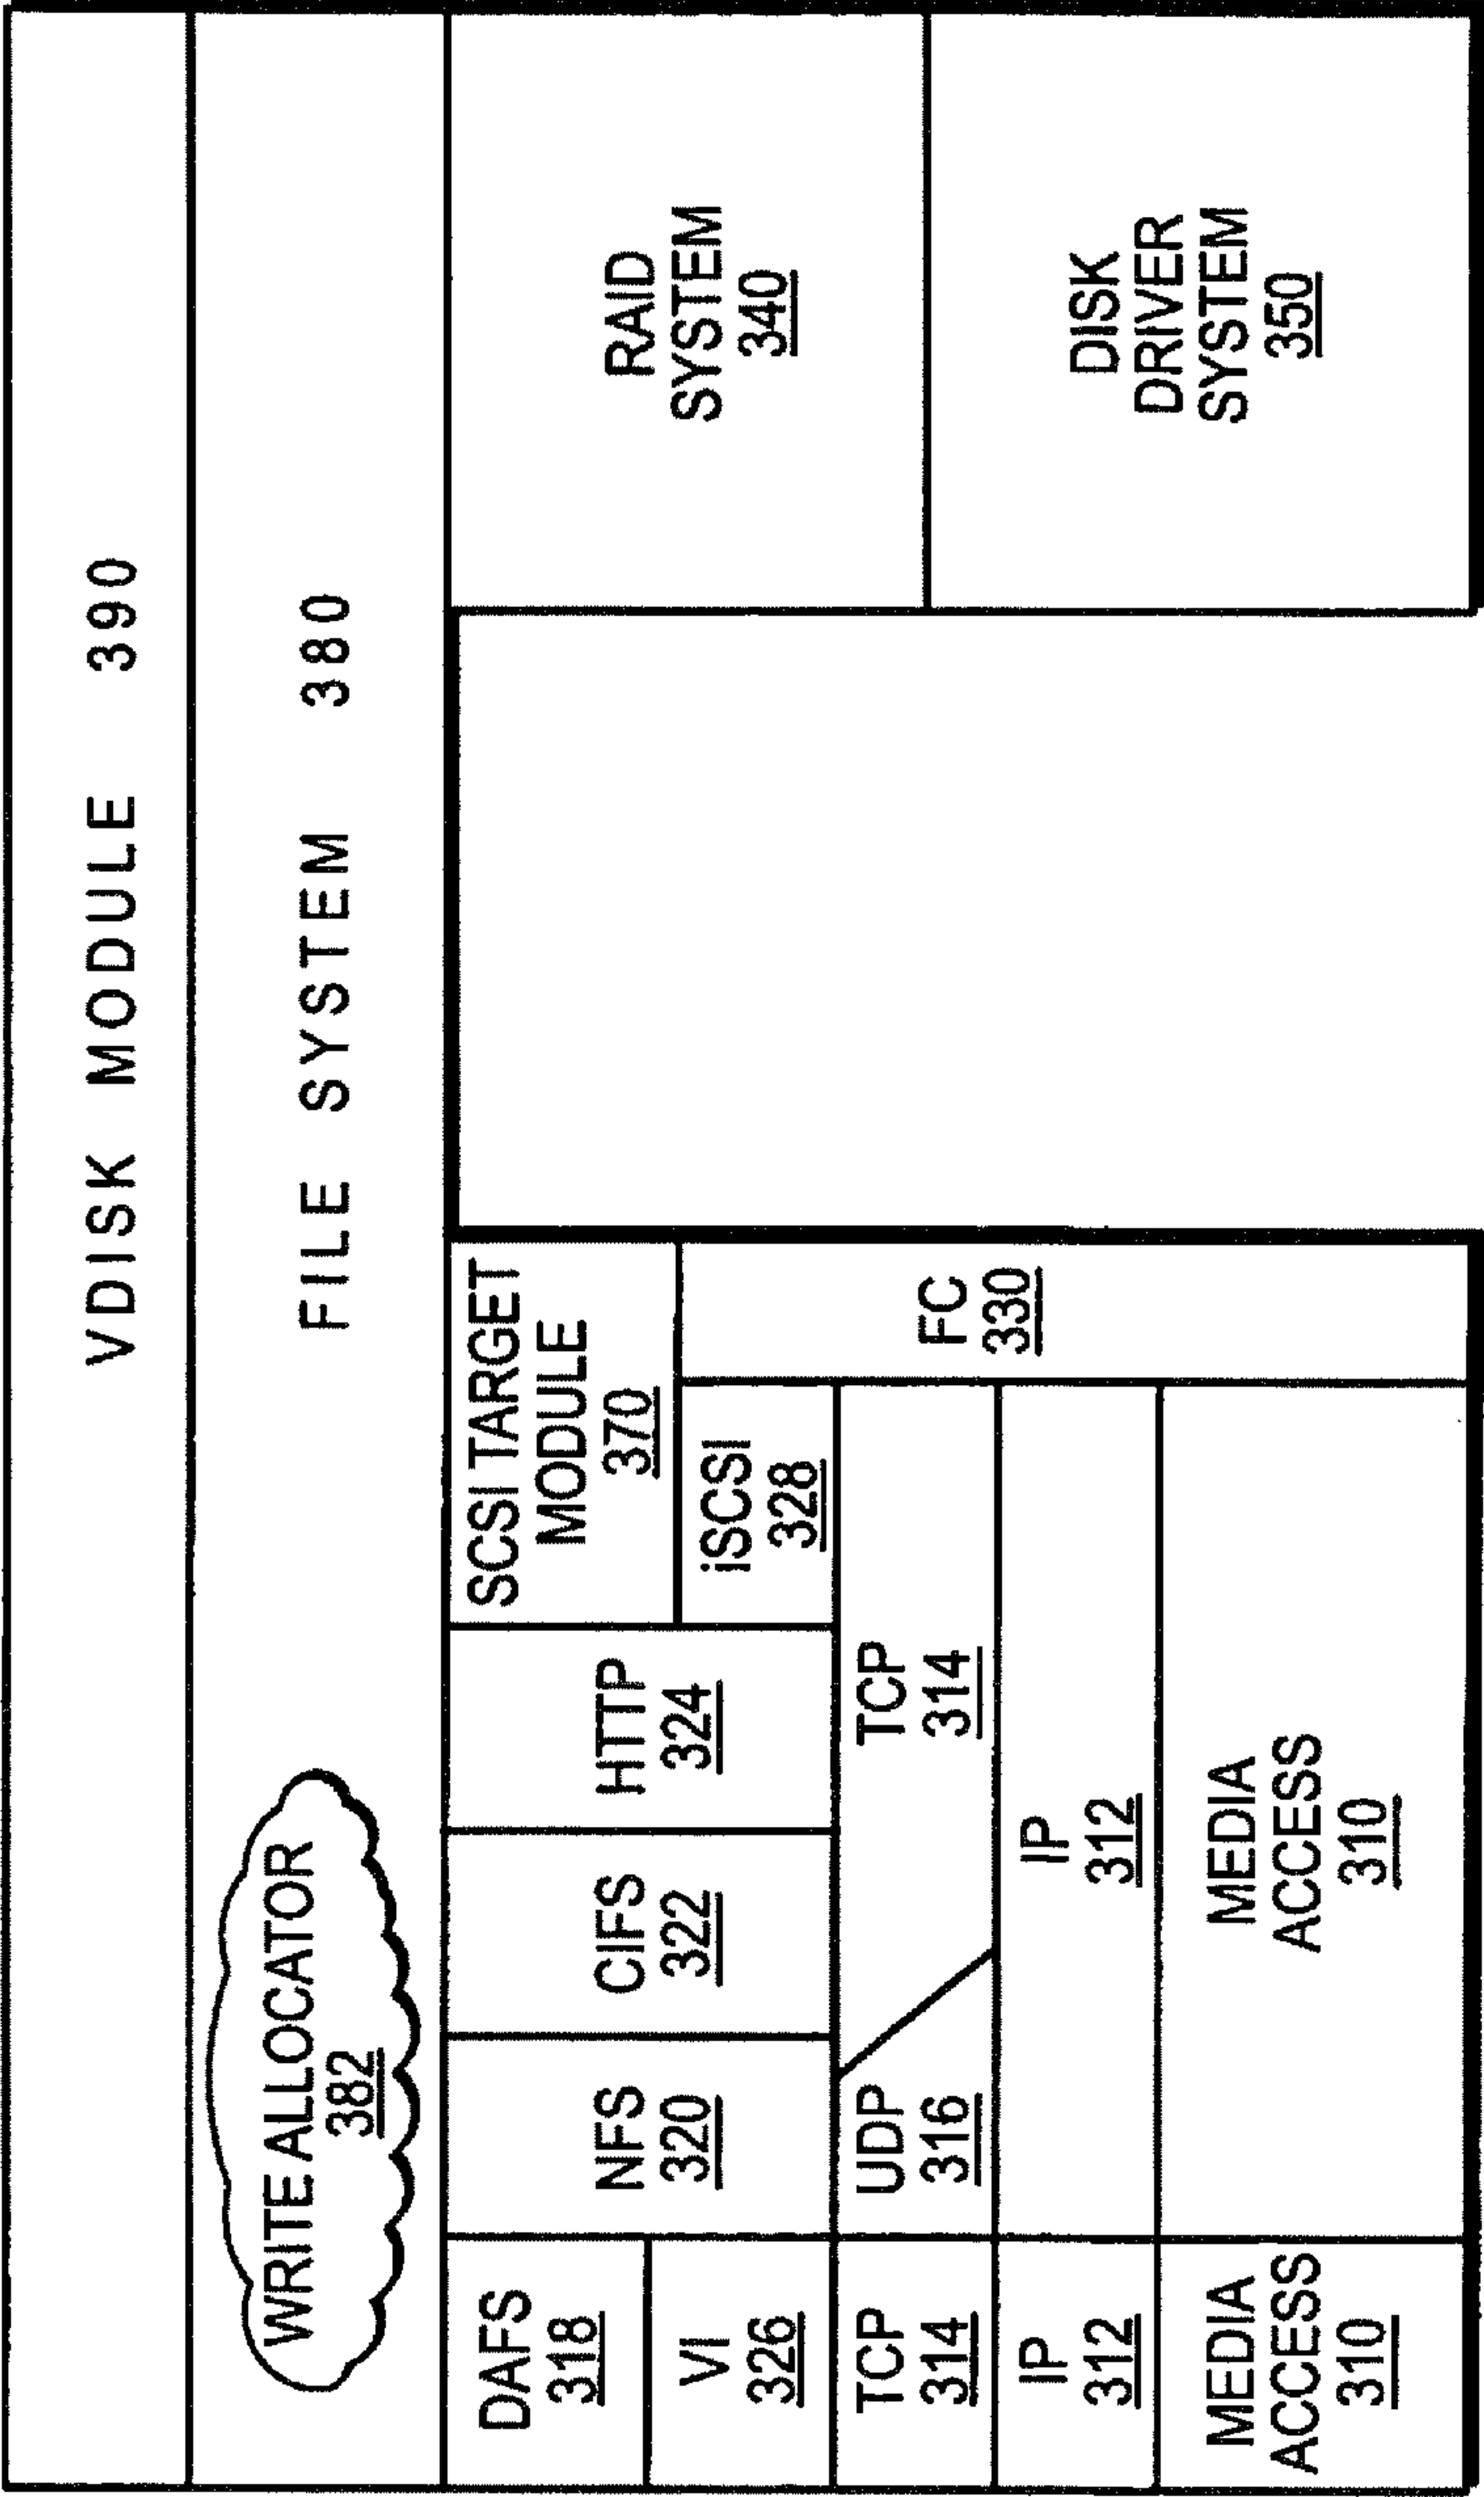 VDISK MODULE 390
FILE SYSTEM 380
WRITE ALLOCATOR
382
DAFS
318
VI
326
TCP
314
IP
312
MEDIA
ACCESS
310
NFS
320
CIFS
322
HTTP
324
SCSI TARGET
MODULE
370
iSCSI
328
FC
330
UDP
316
TCP
314
IP
312
MEDIA
ACCESS
310
RAID
SYSTEM
340
DISK
DRIVER
SYSTEM
350